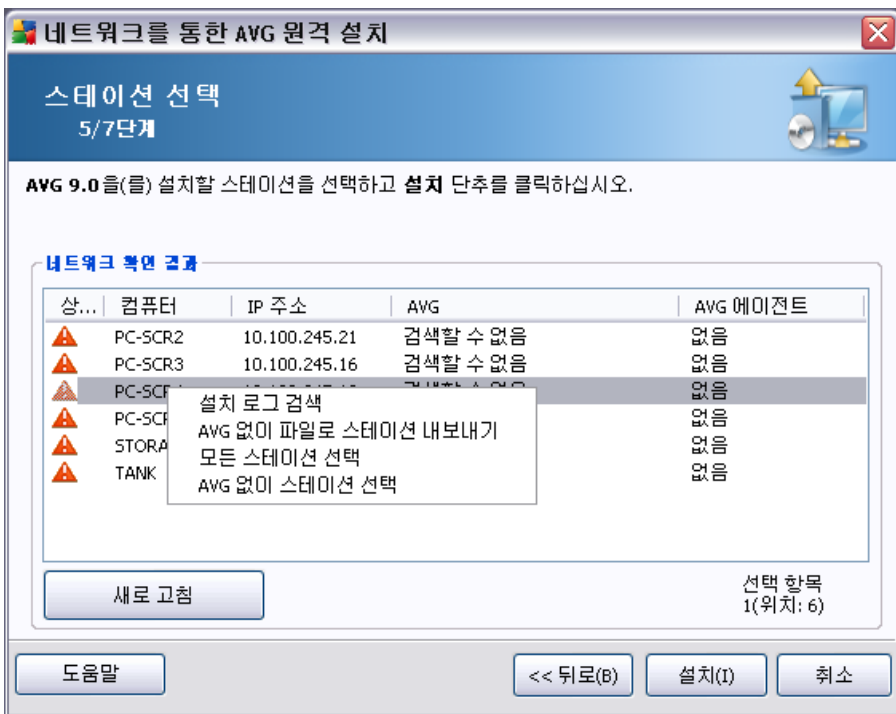 네트워크를 통한 AVG 원격 설치
스테이션 선택
5/7단계
AVG 9.0을(를) 설치할 스테이션을 선택하고 설치 단추를 클릭하십시오.
네트워크 확인 결과
상... 컴퓨터 IP 주소 AVG AVG 에이전트
PC-SCR2 10.100.245.21 검색할 수 없음 없음
PC-SCR3 10.100.245.16 검색할 수 없음 없음
없음
없음
STORA 없음
TANK 없음
설치 로그 검색
AVG 없이 파일로 스테이션 내보내기
모든 스테이션 선택
AVG 없이 스테이션 선택
새로 고침
선택 항목
1(위치: 6)
도움말 << 뒤로(B) 설치(I) 취소